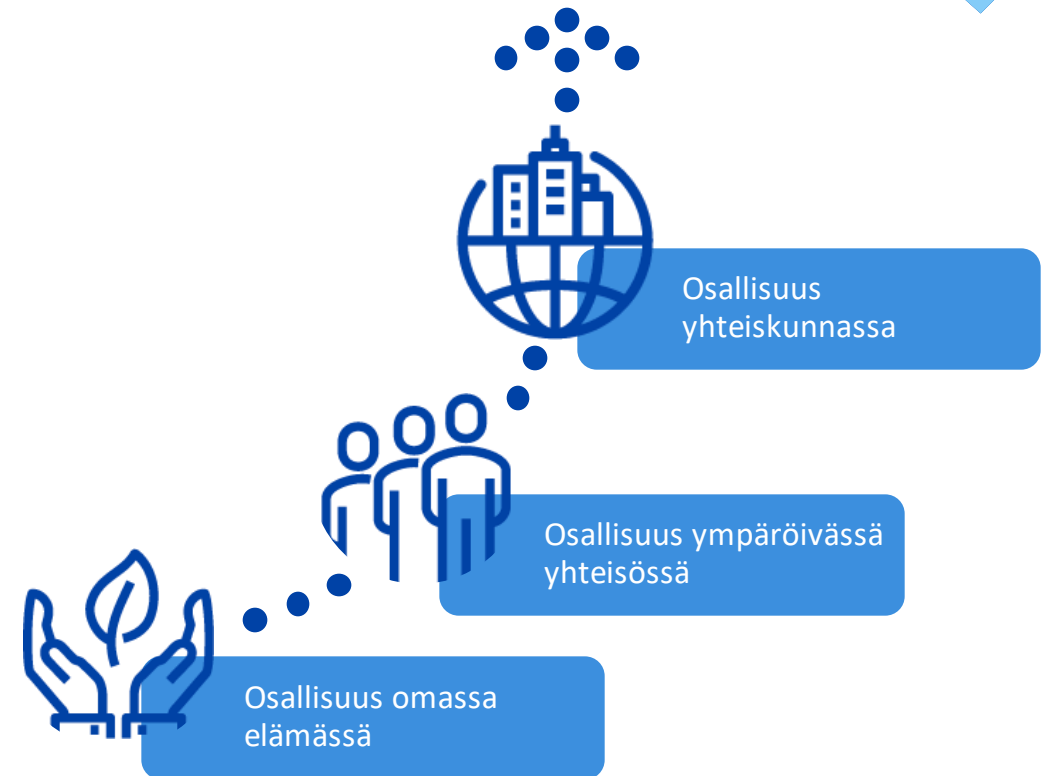 Osallisuus
yhteiskunnassa
Osallisuus ympäröivässä
yhteisössä
Osallisuus omassa
elämässä